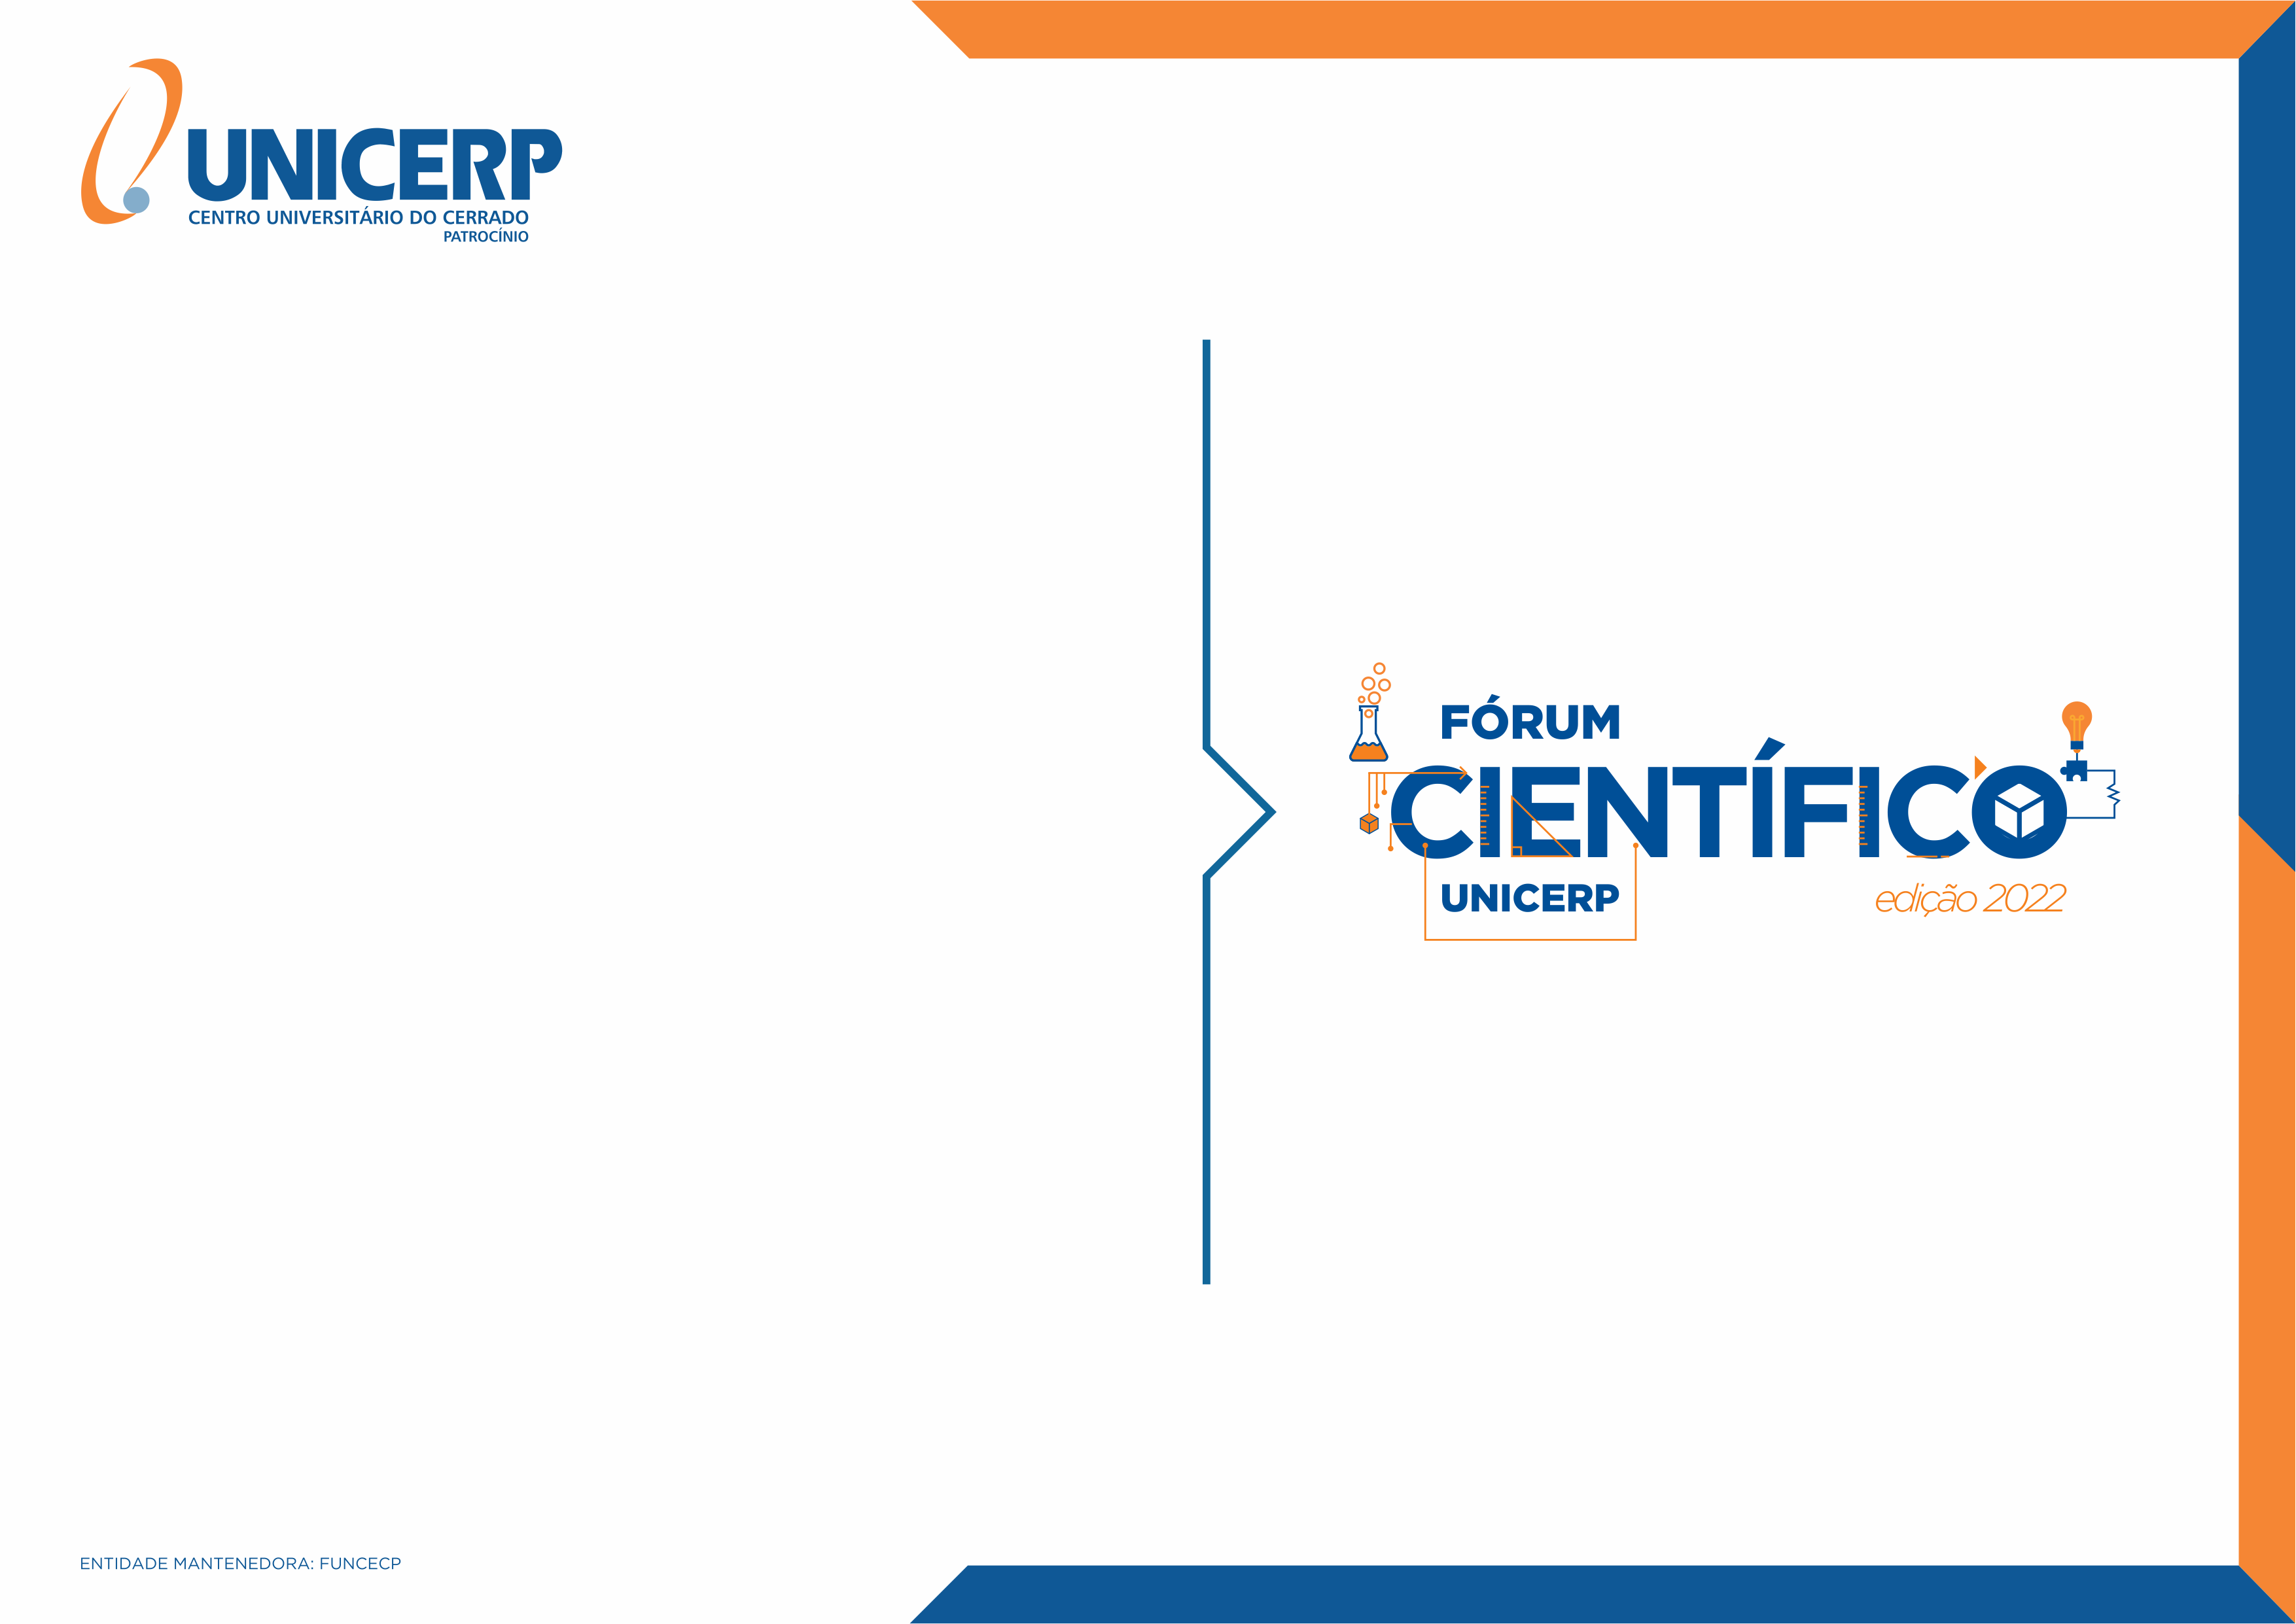 UNICERP
CENTRO UNIVERSITÁRIO DO CERRADO
PATROCÍNIO
FÓRUM
CIENTÍFICO
UNICERP
edição 2022
ENTIDADE MANTENEDORA: FUNCECP